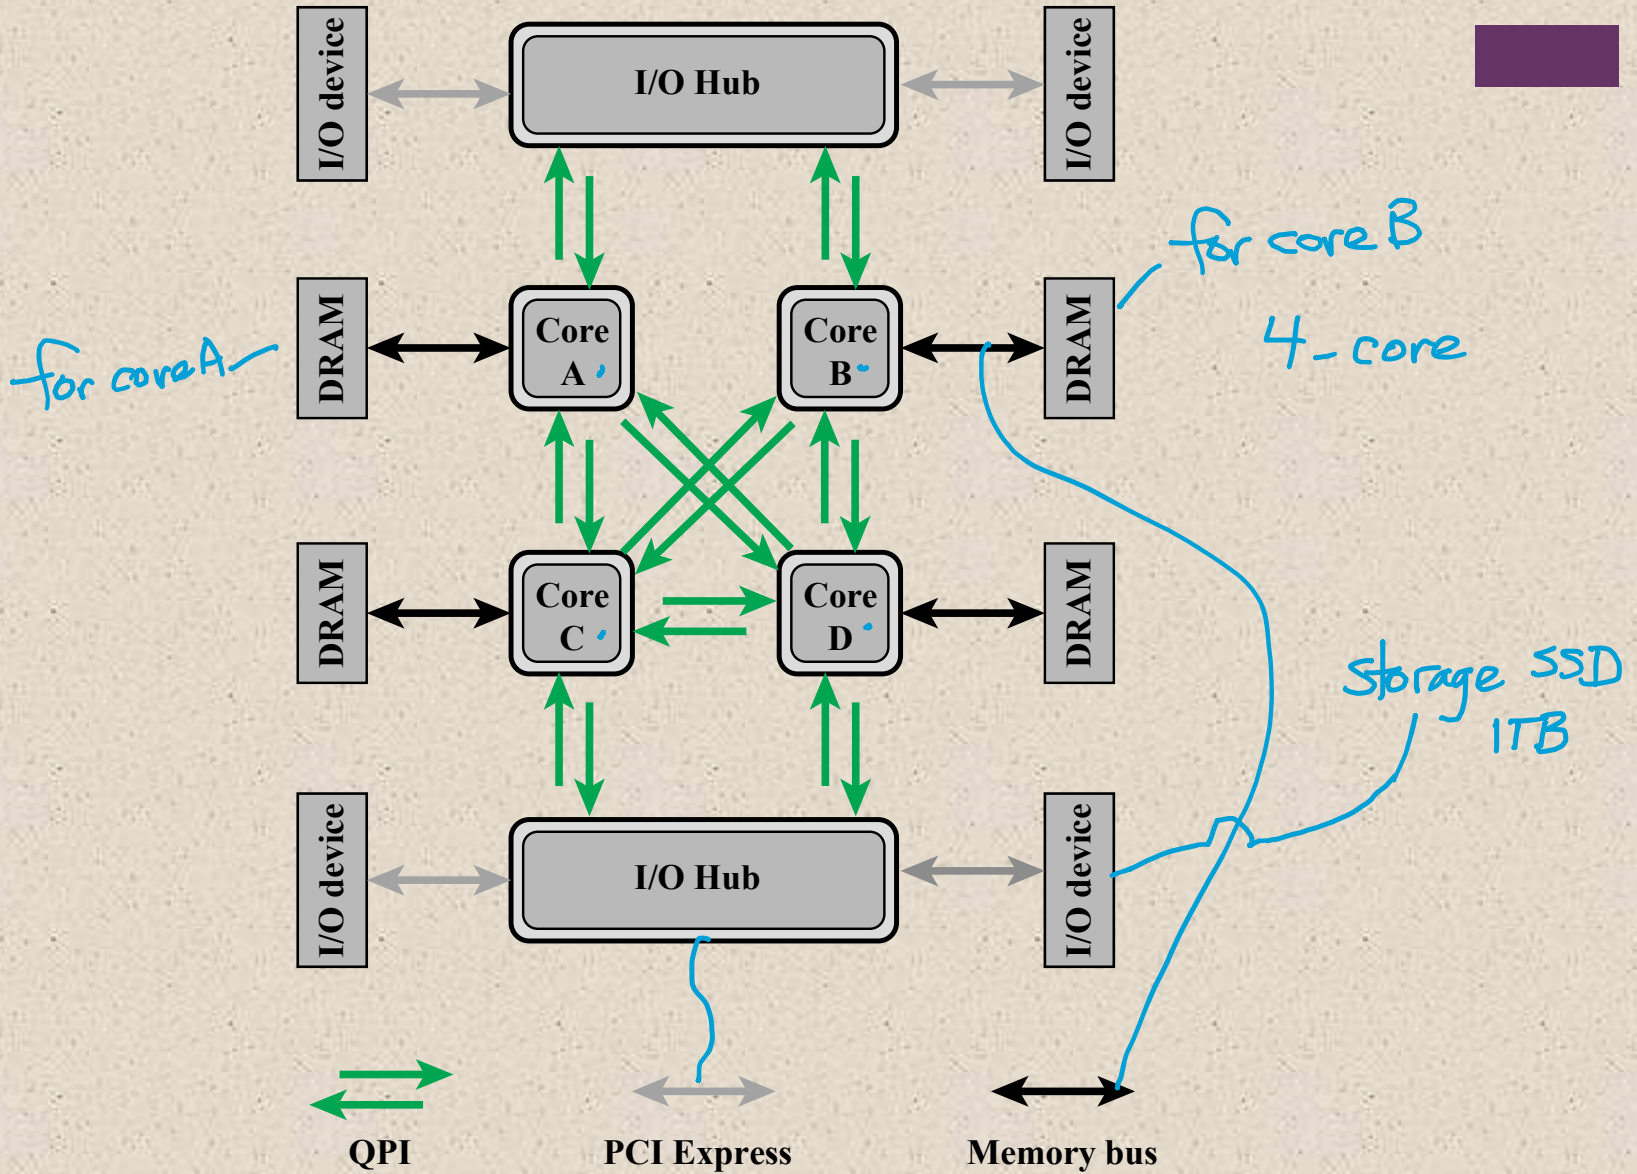 I/O device
I/O Hub
I/O device
for core B
4-core
for core A
DRAM
Core
A
Core
B
DRAM
DRAM
Core
C
Core
D
DRAM
Storage SSD
1TB
I/O device
I/O Hub
I/O device
QPI
PCI Express
Memory bus